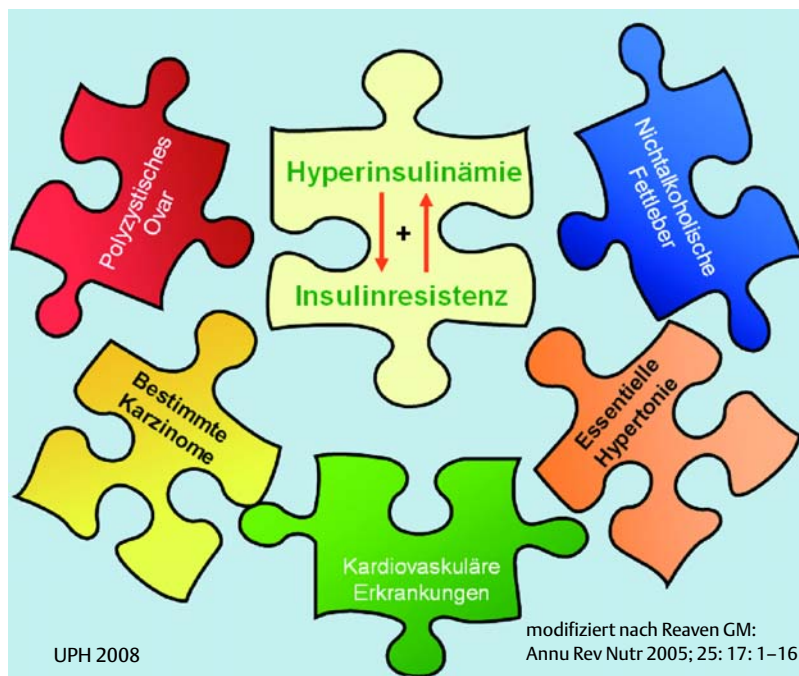 Polyzystisches
Ovar
Hyperinsulinämie
+
Insulinresistenz
Nichtalkoholische
Fettleber
Bestimmte
Karzinome
Essentielle
Hypertonie
Kardiovaskuläre
Erkrankungen
UPH 2008
modifiziert nach Reaven GM:
Annu Rev Nutr 2005; 25: 17: 1–16